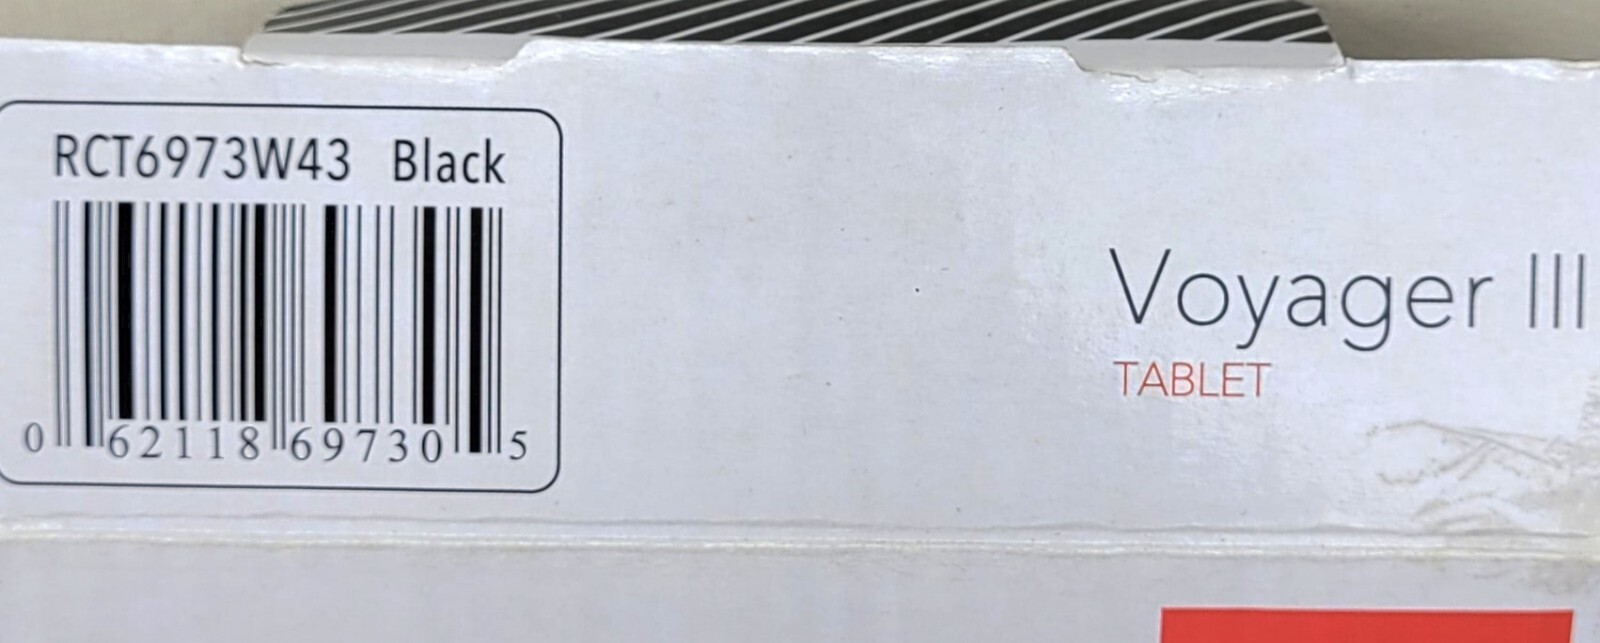 RCT6973W43 Black
0 62118 69730 5
Voyager III
TABLET